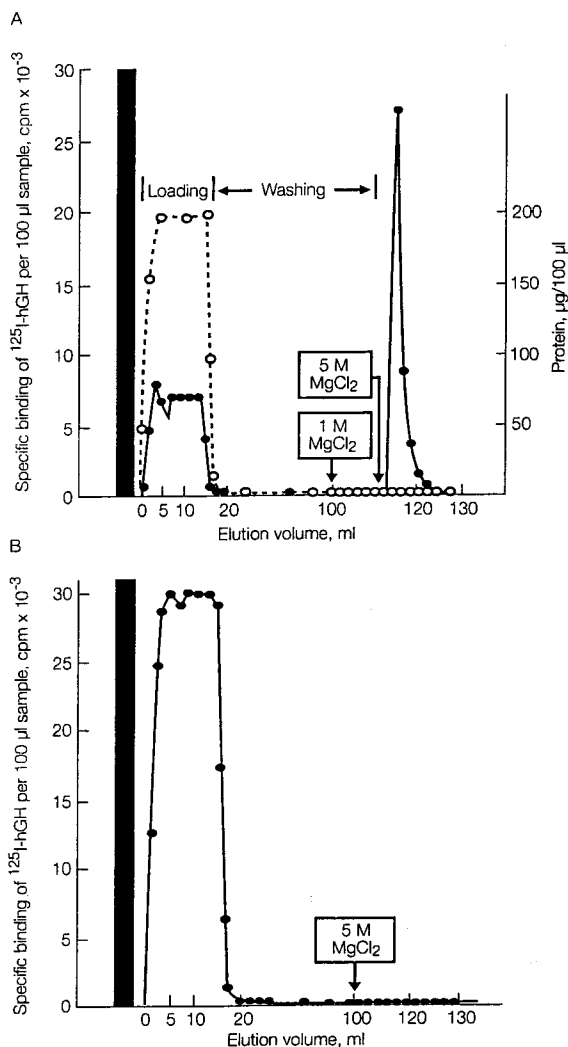 A
Specific binding of ¹²⁵I-hGH per 100 µl sample, cpm x 10⁻³
30
25
20
15
10
5
0
Loading
Washing
5 M
MgCl₂
1 M
MgCl₂
200
150
100
50
Protein, µg/100 µl
0 5 10 20 100 120 130
Elution volume, ml
B
Specific binding of ¹²⁵I-hGH per 100 µl sample, cpm x 10⁻³
30
25
20
15
10
5
0
5 M
MgCl₂
0 5 10 20 100 120 130
Elution volume, ml